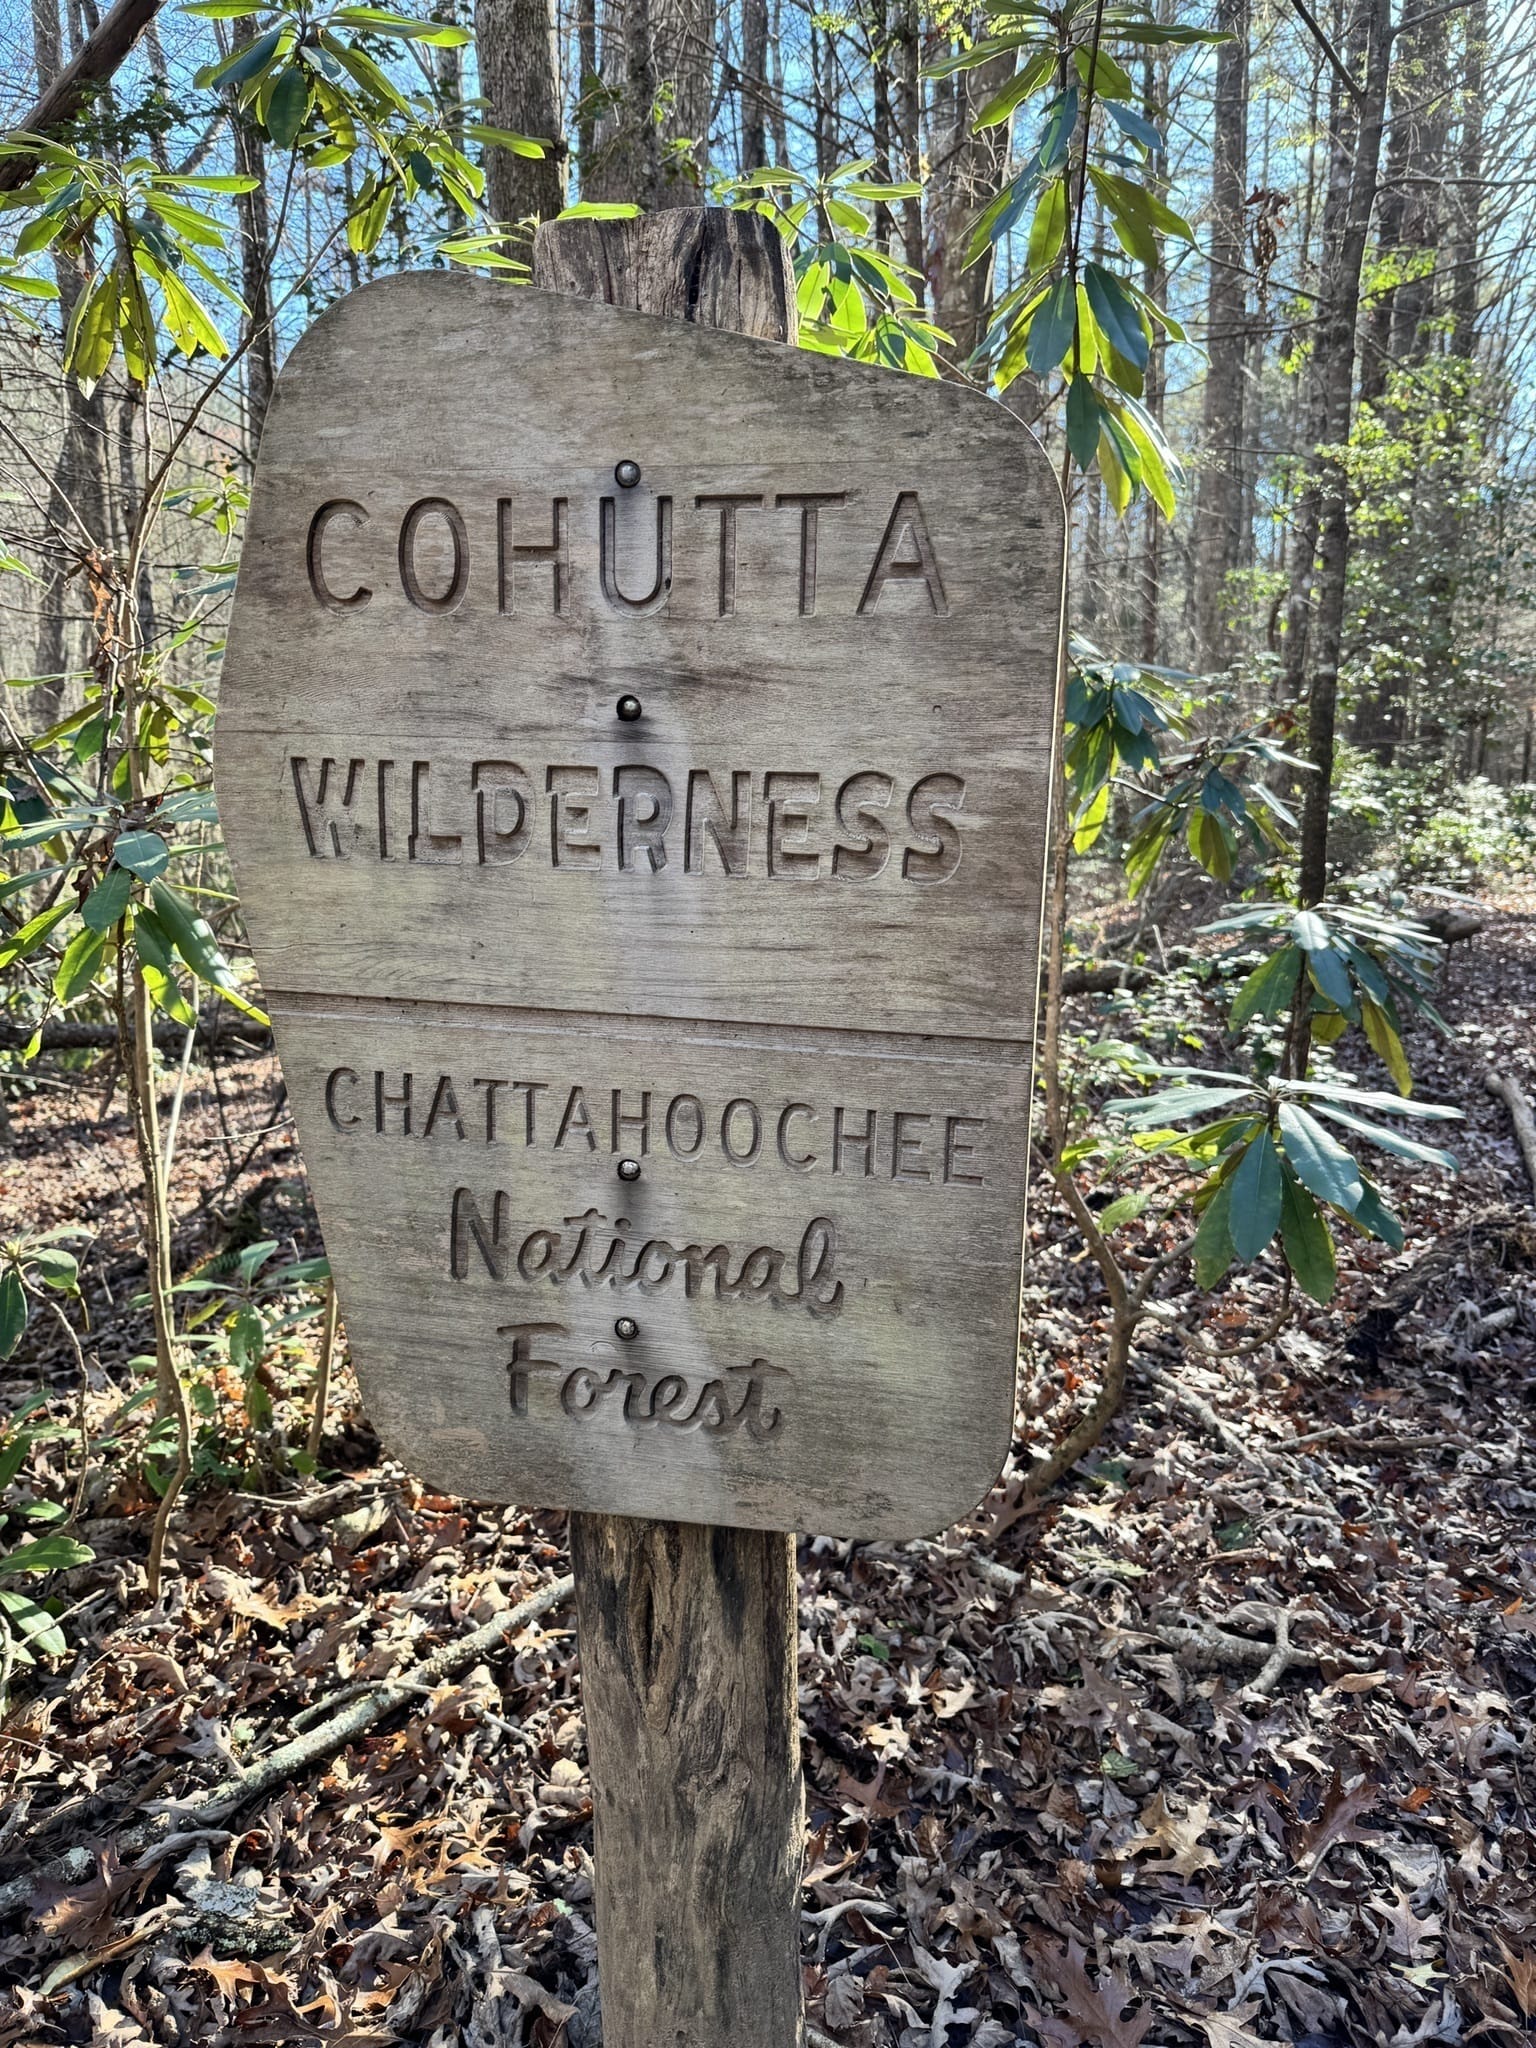 COHUTTA
WILDERNESS
CHATTAHOOCHEE
National
Forest